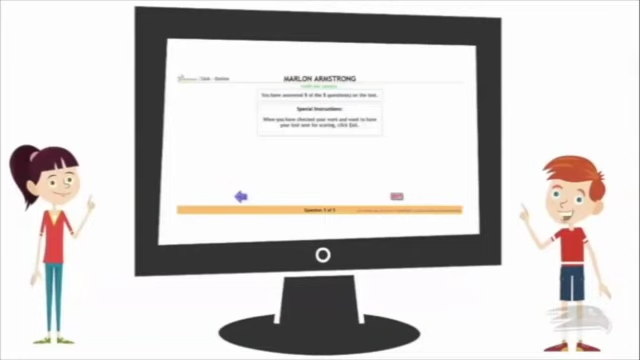 MARLON ARMSTRONG
You have answered 5 of the 5 question(s) on the test.
Special Instructions:
When you have checked your work and want to have
your test sent for scoring, click Exit.
Question: 5 of 5